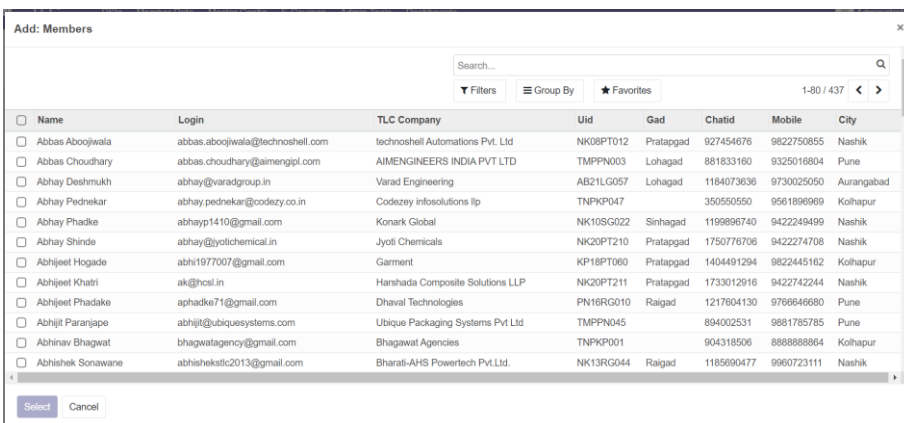 Add: Members ×
Search...
Filters Group By Favorites 1-80 / 437
Name Login TLC Company Uid Gad Chatid Mobile City
Abbas Aboojiwala abbas.aboojiwala@technoshell.com technoshell Automations Pvt. Ltd NK08PT012 Pratapgad 927454676 9822750855 Nashik
Abbas Choudhary abbas.choudhary@aimengipl.com AIMENGINEERS INDIA PVT LTD TMPPN003 Lohagad 881833160 9325016804 Pune
Abhay Deshmukh abhay@varadgroup.in Varad Engineering AB21LG057 Lohagad 1184073636 9730025050 Aurangabad
Abhay Pednekar abhay.pednekar@codezy.co.in Codezey infosolutions llp TNPKP047 350550550 9561896969 Kolhapur
Abhay Phadke abhayp1410@gmail.com Konark Global NK10SG022 Sinhagad 1199896740 9422249499 Nashik
Abhay Shinde abhay@jyotichemical.in Jyoti Chemicals NK20PT210 Pratapgad 1750776706 9422274708 Nashik
Abhijeet Hogade abhi1977007@gmail.com Garment KP18PT060 Pratapgad 1404491294 9822445162 Kolhapur
Abhijeet Khatri ak@hcsl.in Harshada Composite Solutions LLP NK20PT211 Pratapgad 1733012916 9422742244 Nashik
Abhijeet Phadake aphadke71@gmail.com Dhaval Technologies PN16RG010 Raigad 1217604130 9766646680 Pune
Abhijit Paranjape abhijit@ubiquesystems.com Ubique Packaging Systems Pvt Ltd TMPPN045 894002531 9881785785 Pune
Abhinav Bhagwat bhagwatagency@gmail.com Bhagawat Agencies TNPKP001 904318506 8888888864 Kolhapur
Abhishek Sonawane abhishekstlc2013@gmail.com Bharati-AHS Powertech Pvt.Ltd. NK13RG044 Raigad 1185690477 9960723111 Nashik
Select Cancel